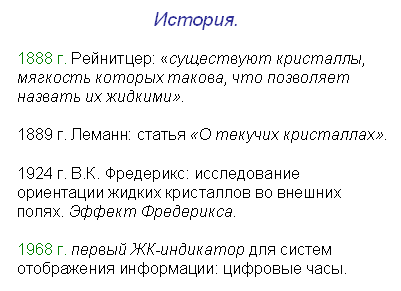 История.
1888 г. Рейнитцер: «существуют кристаллы,
мягкость которых такова, что позволяет
назвать их жидкими».
1889 г. Леманн: статья «О текучих кристаллах».
1924 г. В.К. Фредерикс: исследование
ориентации жидких кристаллов во внешних
полях. Эффект Фредерикса.
1968 г. первый ЖК-индикатор для систем
отображения информации: цифровые часы.